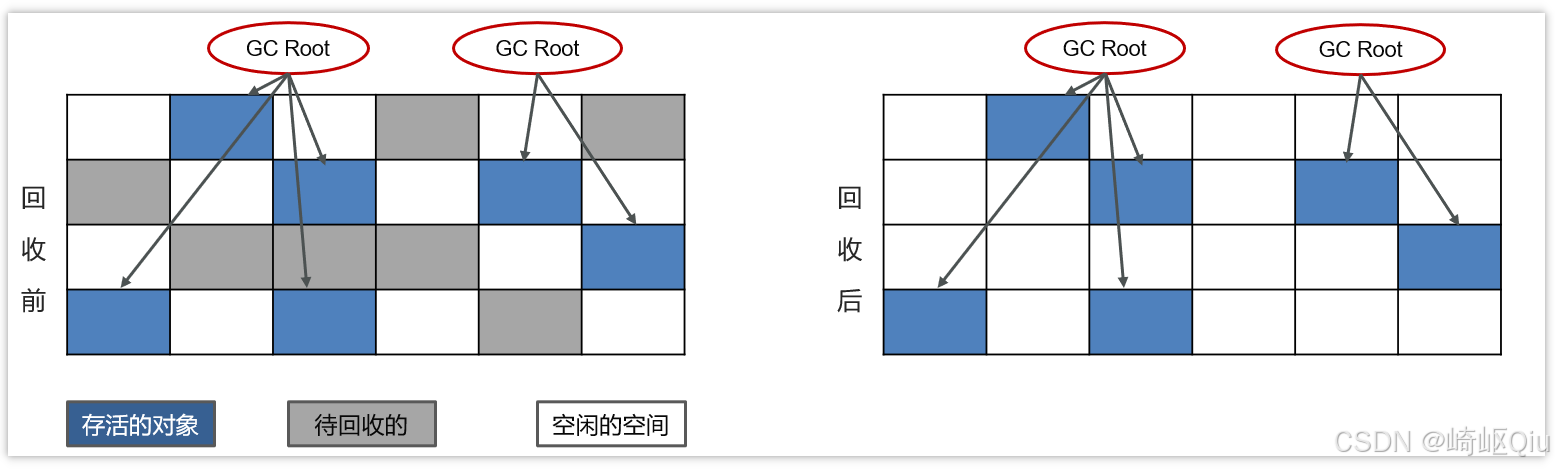 GC Root
GC Root
GC Root
GC Root
回收前
回收后
存活的对象
待回收的
空闲的空间
CSDN @崎岖Qiu